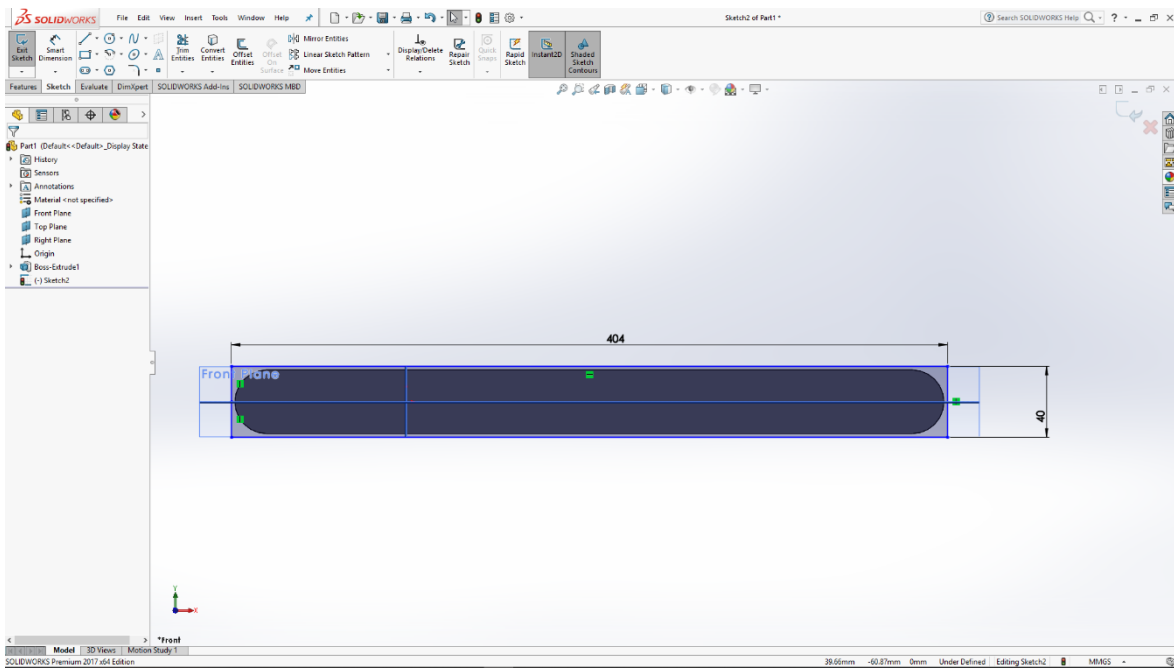 SOLIDWORKS File Edit View Insert Tools Window Help Sketch2 of Part1 * Search SOLIDWORKS Help
Exit Sketch
Smart Dimension
Trim Entities
Convert Entities
Offset Entities
Offset On Surface
Mirror Entities
Linear Sketch Pattern
Move Entities
Display/Delete Relations
Repair Sketch
Quick Snaps
Rapid Sketch
Instant2D
Shaded Sketch Contours
Features Sketch Evaluate DimXpert SOLIDWORKS Add-Ins SOLIDWORKS MBD
Part1 (Default<<Default>_Display State
History
Sensors
Annotations
Material <not specified>
Front Plane
Top Plane
Right Plane
Origin
Boss-Extrude1
(-) Sketch2
404
Front Plane
40
Y
X
*Front
Model 3D Views Motion Study 1
SOLIDWORKS Premium 2017 x64 Edition 39.66mm -60.87mm 0mm Under Defined Editing Sketch2 MMGS